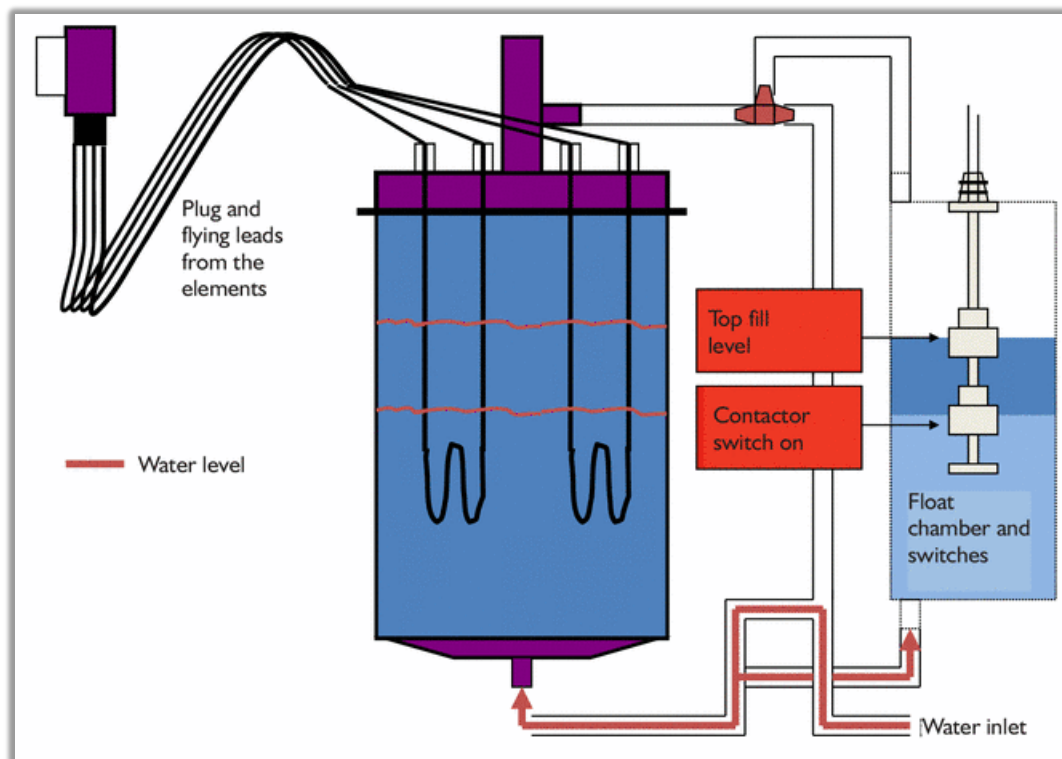 Plug and
flying leads
from the
elements
Top fill
level
Contactor
switch on
Water level
Float
chamber and
switches
Water inlet